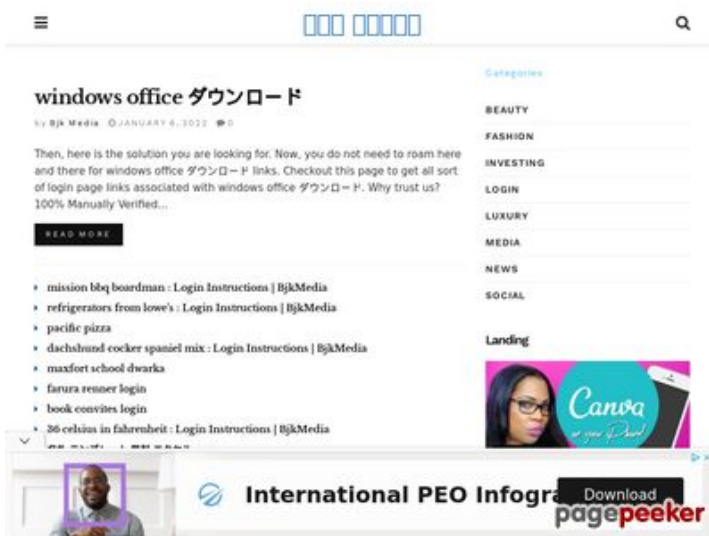 windows office ダウンロード
by Bjk Media JANUARY 6, 2022 0
Then, here is the solution you are looking for. Now, you do not need to roam here
and there for windows office ダウンロード links. Checkout this page to get all sort
of login page links associated with windows office ダウンロード. Why trust us?
100% Manually Verified...
READ MORE
mission bbq boardman : Login Instructions | BjkMedia
refrigerators from lowe's : Login Instructions | BjkMedia
pacific pizza
dachshund cocker spaniel mix : Login Instructions | BjkMedia
maxfort school dwarka
farura renner login
book convites login
36 celsius in fahrenheit : Login Instructions | BjkMedia
Categories
BEAUTY
FASHION
INVESTING
LOGIN
LUXURY
MEDIA
NEWS
SOCIAL
Landing
Canva
on your Phone!
International PEO Infogra
Download
pagepeeker